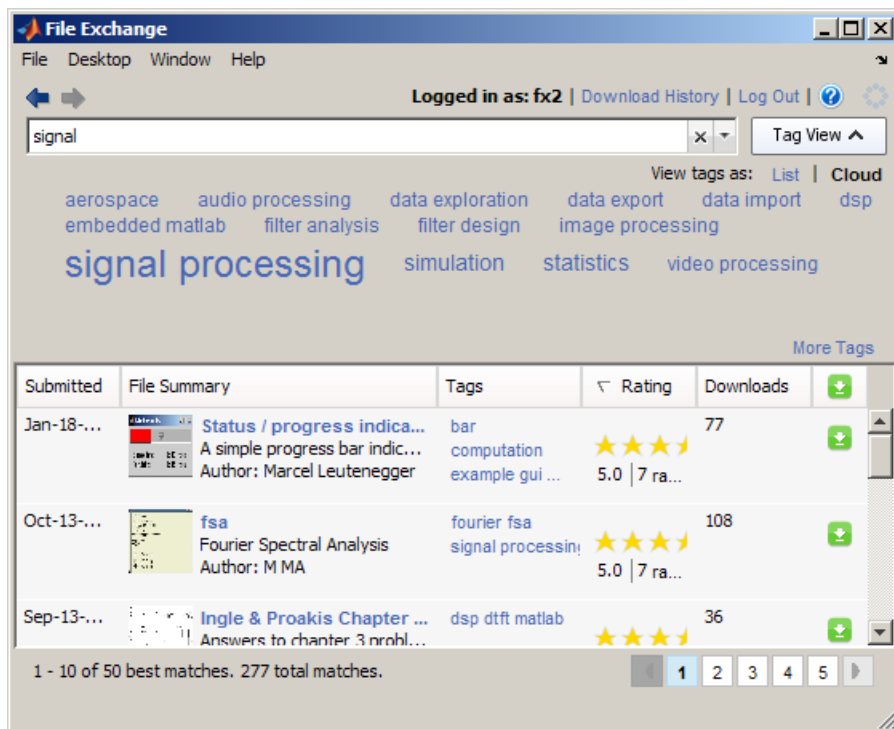 File Exchange
File Desktop Window Help
Logged in as: fx2 | Download History | Log Out |
signal
Tag View
View tags as: List | Cloud
aerospace audio processing data exploration data export data import dsp
embedded matlab filter analysis filter design image processing
signal processing simulation statistics video processing
More Tags
Submitted File Summary Tags Rating Downloads
Jan-18-... Status / progress indica... bar 77
A simple progress bar indic... computation
Author: Marcel Leutenegger example gui ...
5.0 | 7 ra...
Oct-13-... fsa fourier fsa 108
Fourier Spectral Analysis signal processing
Author: M MA
5.0 | 7 ra...
Sep-13-... Ingle & Proakis Chapter ... dsp dtft matlab 36
Answers to chapter 3 probl...
1 - 10 of 50 best matches. 277 total matches.
1 2 3 4 5